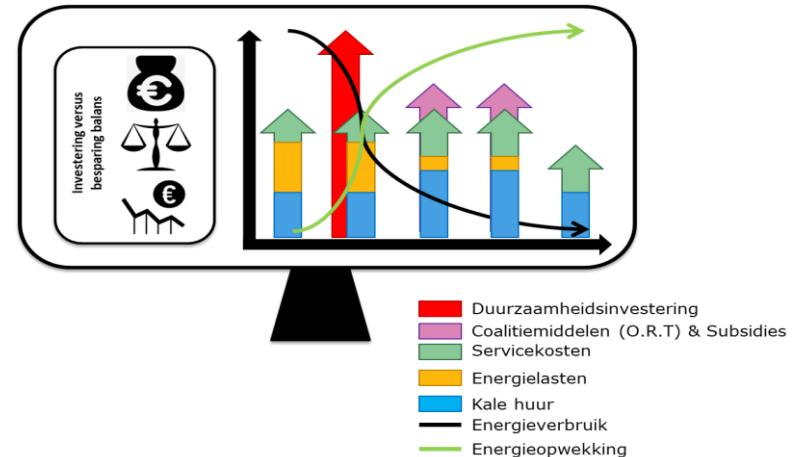 Investering versus
besparing balans
€
€
Duurzaamheidsinvestering
Coalitiemiddelen (O.R.T) & Subsidies
Servicekosten
Energielasten
Kale huur
Energieverbruik
Energieopwekking